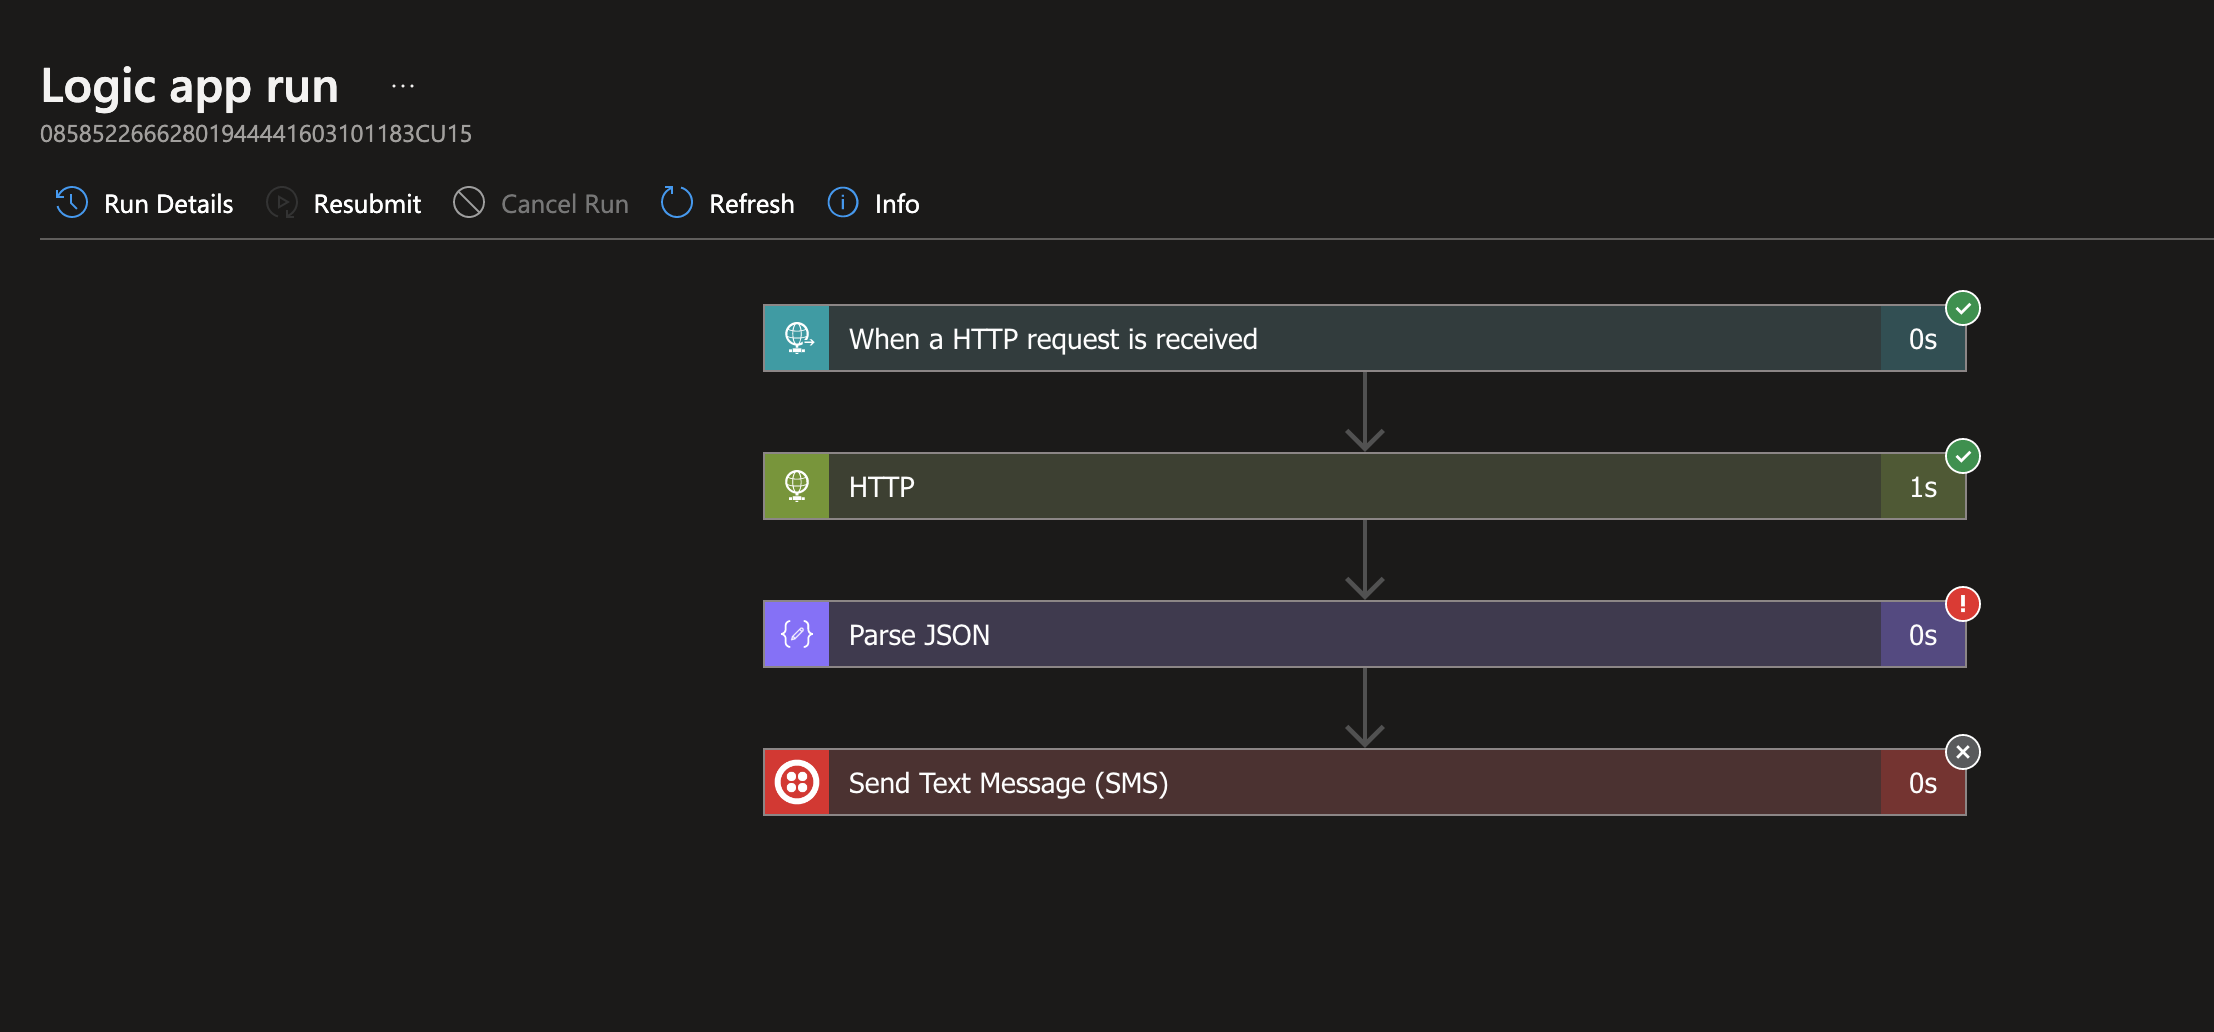 Logic app run ...
08585226662801944441603101183CU15
Run Details Resubmit Cancel Run Refresh Info
When a HTTP request is received 0s
HTTP 1s
Parse JSON 0s
Send Text Message (SMS) 0s